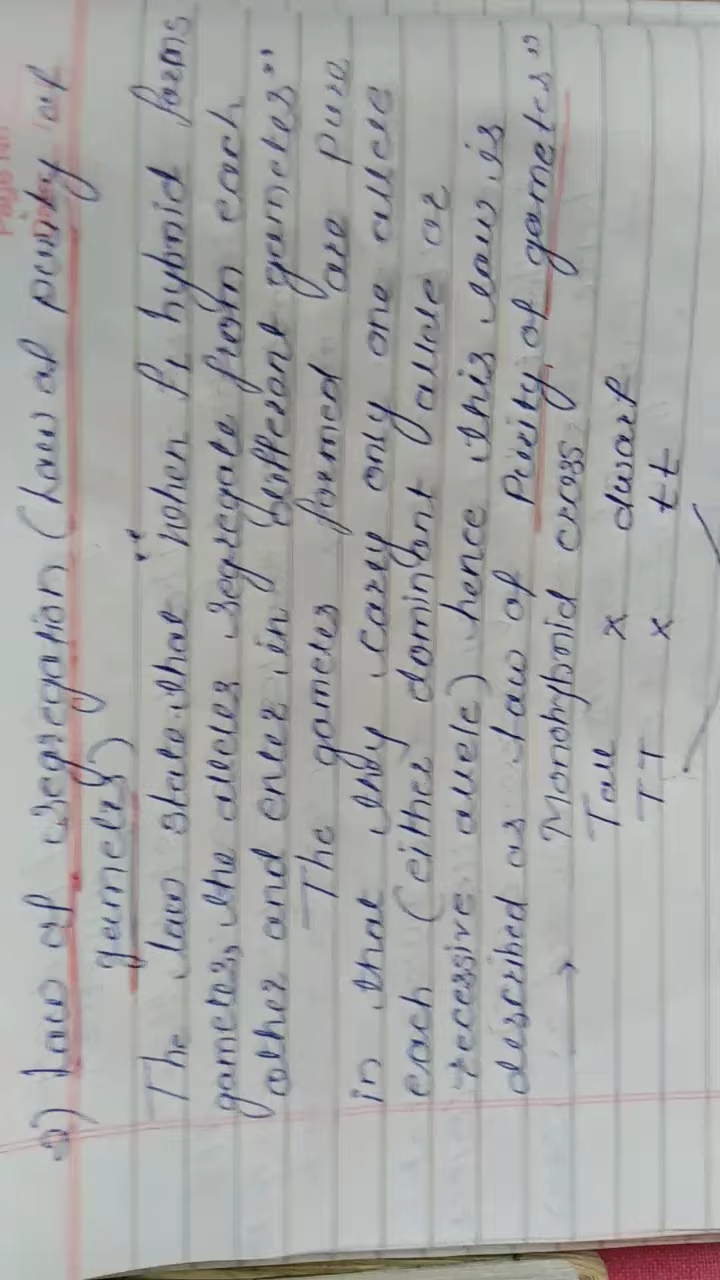 2) Law of segregation (Law of purity of
gametes)
The law state that "when F1 hybrid forms
gametes, the alleles segregate from each
other and enter in different gametes"
The gametes formed are pure
in that they carry only one allele
each (either dominant allele or
recessive allele) hence this law is
described as Law of Purity of gametes"
→ Monohybrid cross.
Tall x dwarf
TT x tt